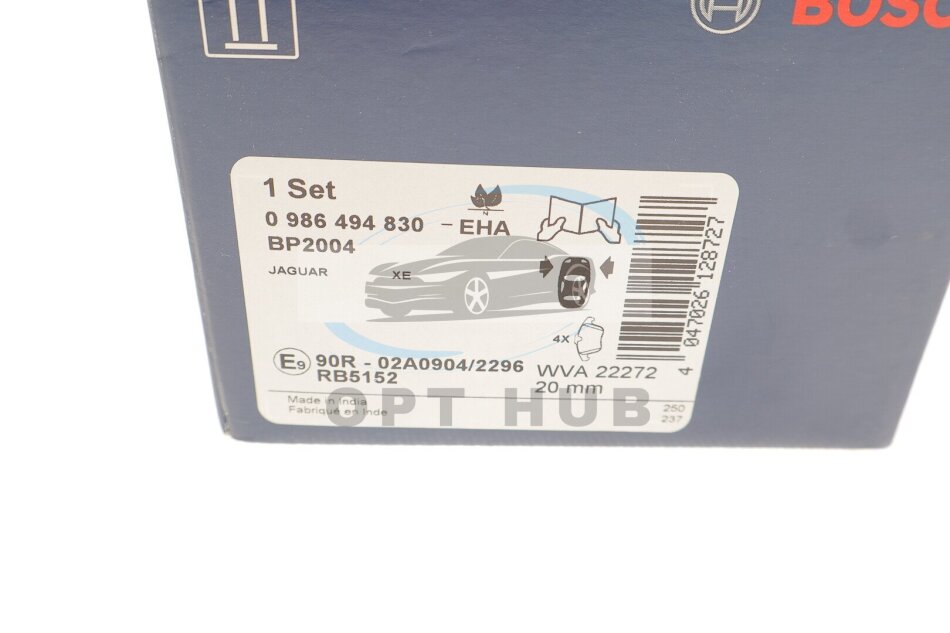 BOSC
1 Set
0 986 494 830 - EHA
BP2004
N
JAGUAR
XE
4X
E9 90R - 02A0904/2296
RB5152
WVA 22272
20 mm
Made in India
Fabriqué en Inde
250
237
4 047026 128727
OPT HUB